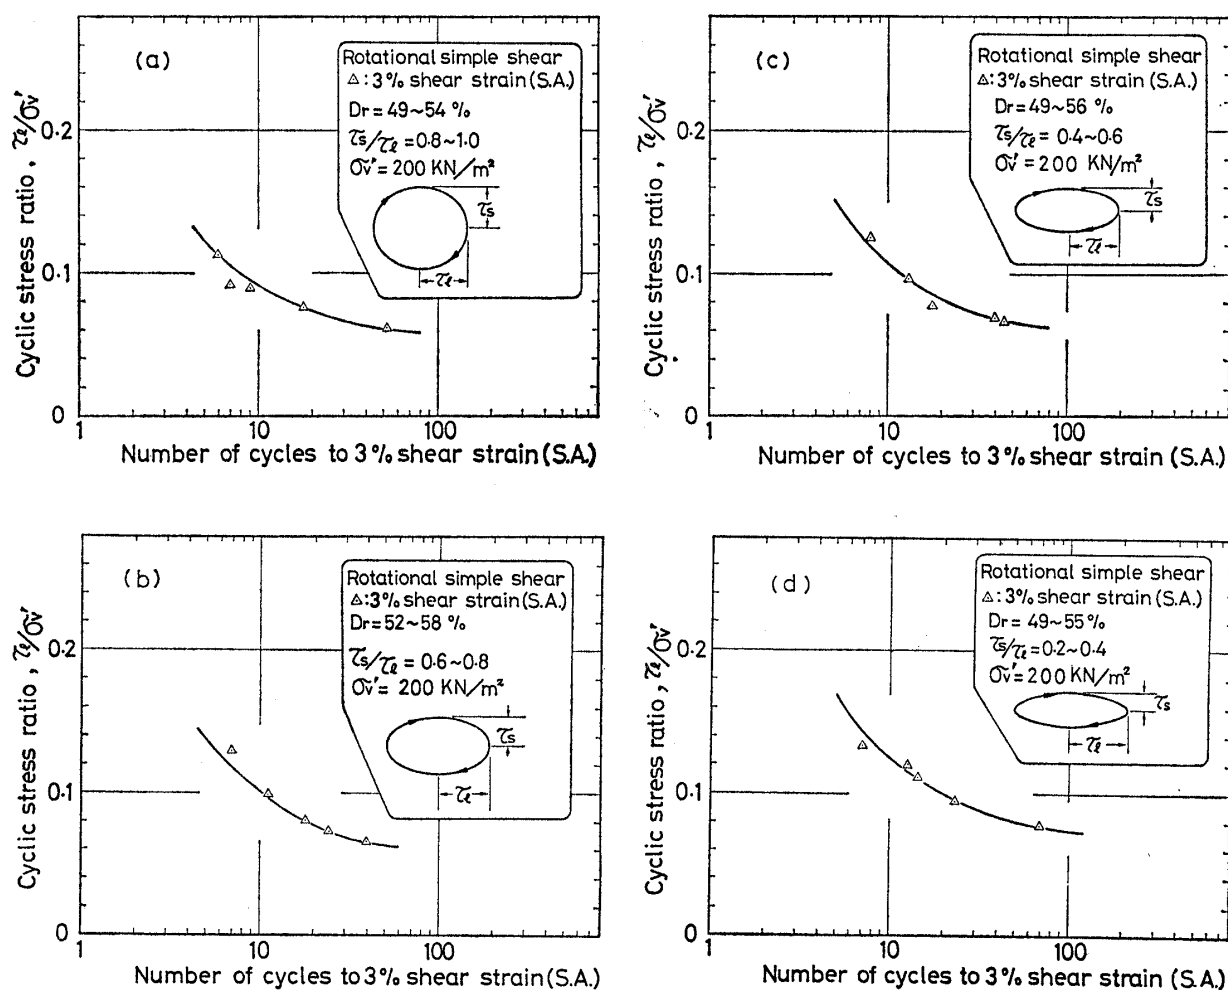 (a)
Rotational simple shear
△:3% shear strain (S.A.)
Dr=49~54 %
τs/τℓ=0.8~1.0
σv'=200 KN/m²
τs
τℓ
Cyclic stress ratio, τℓ/σv'
0.2
0.1
0
1
10
100
Number of cycles to 3% shear strain (S.A.)
(c)
Rotational simple shear
△:3% shear strain (S.A.)
Dr=49~56 %
τs/τℓ=0.4~0.6
σv'=200 KN/m²
τs
τℓ
Cyclic stress ratio, τℓ/σv'
0.2
0.1
0
1
10
100
Number of cycles to 3% shear strain (S.A.)
(b)
Rotational simple shear
△:3% shear strain (S.A.)
Dr=52~58 %
τs/τℓ=0.6~0.8
σv'=200 KN/m²
τs
τℓ
Cyclic stress ratio, τℓ/σv'
0.2
0.1
0
1
10
100
Number of cycles to 3% shear strain (S.A.)
(d)
Rotational simple shear
△:3% shear strain (S.A.)
Dr=49~55%
τs/τℓ=0.2~0.4
σv'=200 KN/m²
τs
τℓ
Cyclic stress ratio, τℓ/σv'
0.2
0.1
0
1
10
100
Number of cycles to 3% shear strain (S.A.)